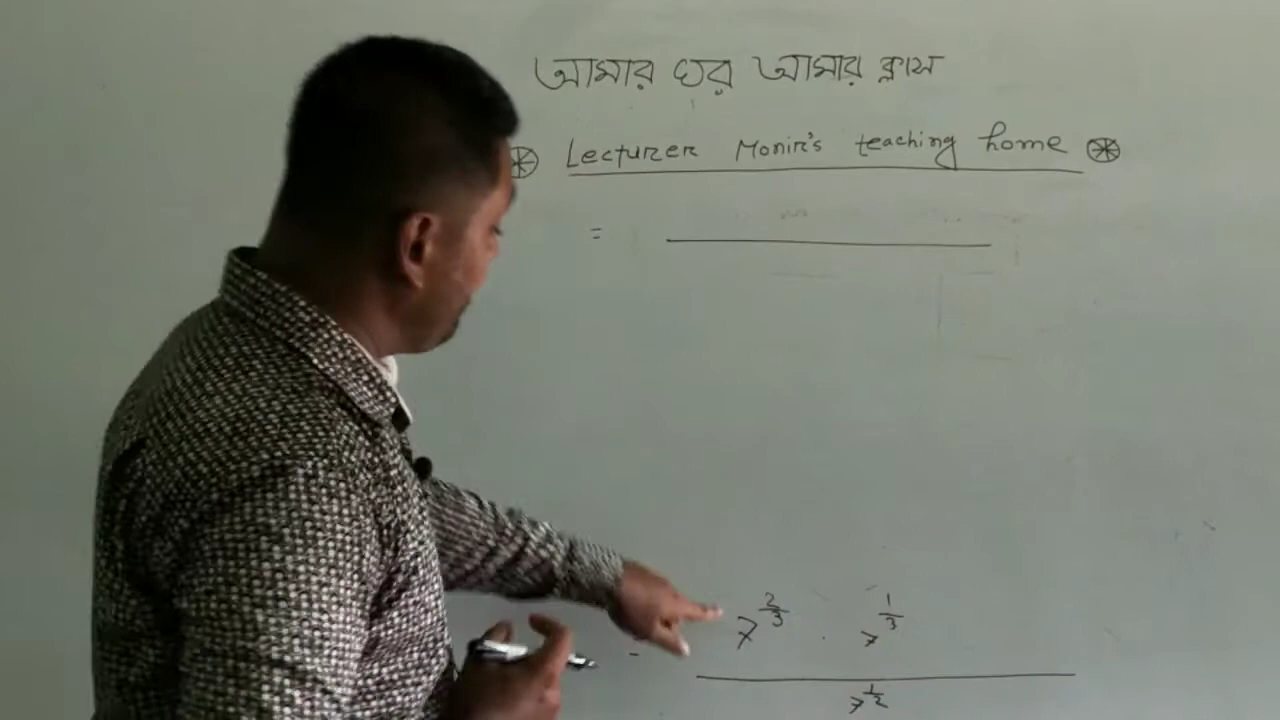 আমার ঘর আমার ক্লাস
Lecturer Monir's teaching home
=
7^{2/3} . 7^{1/3}
7^{1/2}